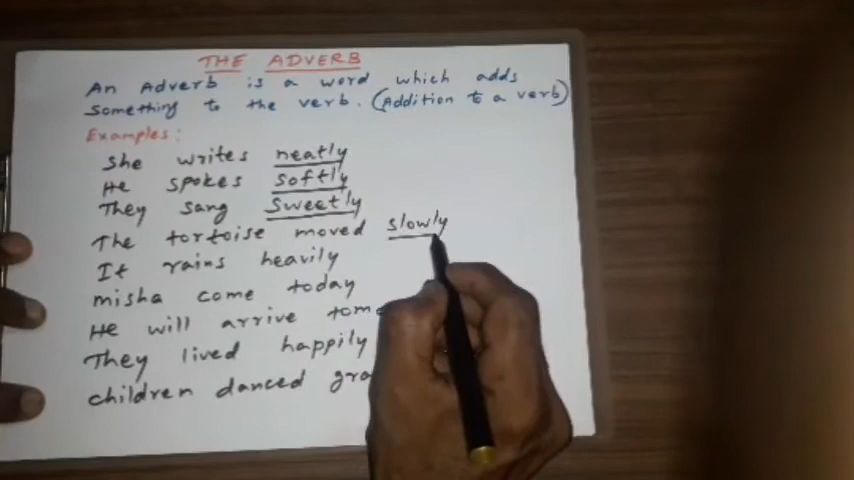 THE ADVERB
An Adverb is a word which adds
something to the verb. (Addition to a verb)
Examples:
She writes neatly
He spokes softly
They sang sweetly
The tortoise moved slowly
It rains heavily
misha come today
He will arrive
They lived happily
children danced